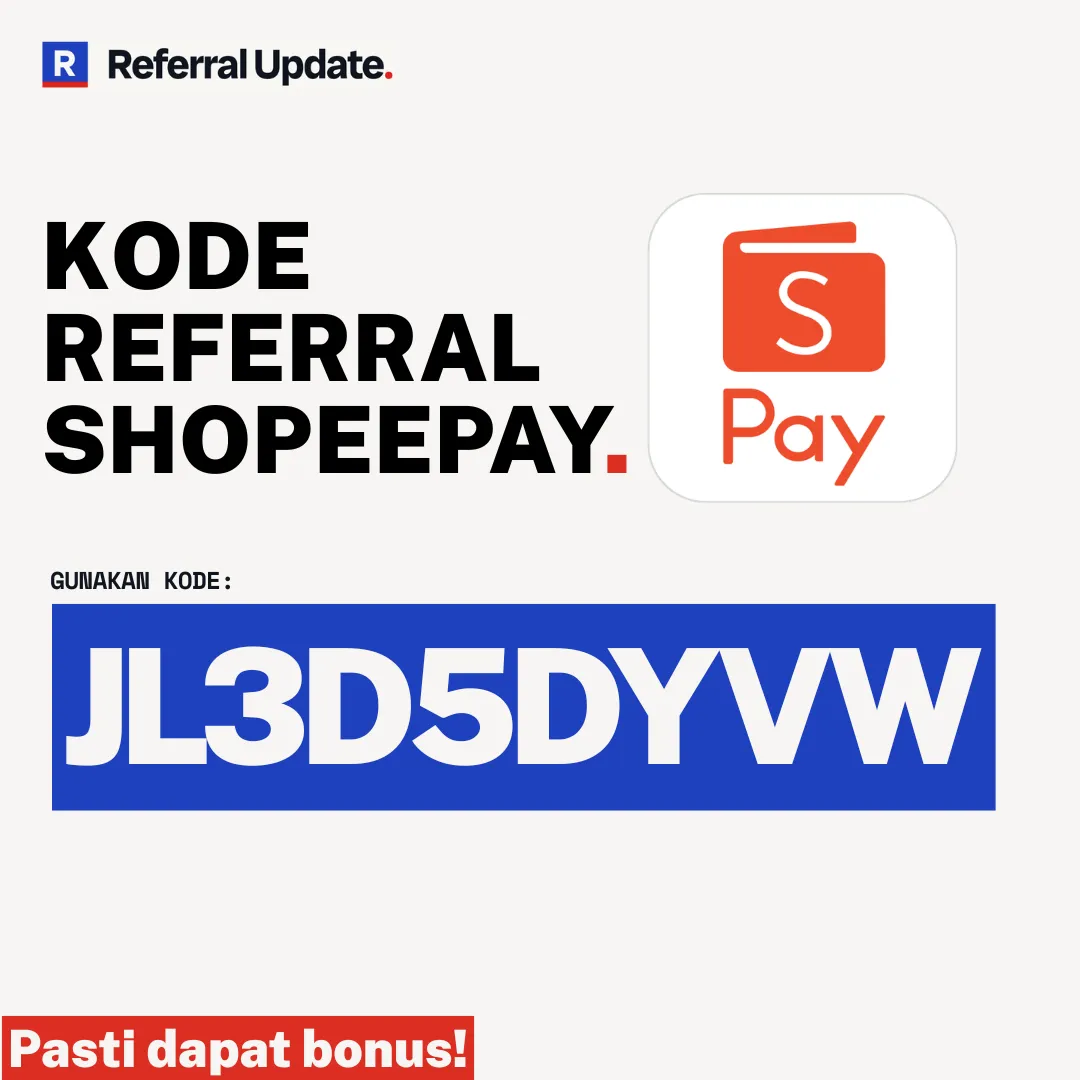 R Referral Update.
KODE
REFERRAL
SHOPEEPAY.
S
Pay
GUNAKAN KODE:
JL3D5DYVW
Pasti dapat bonus!